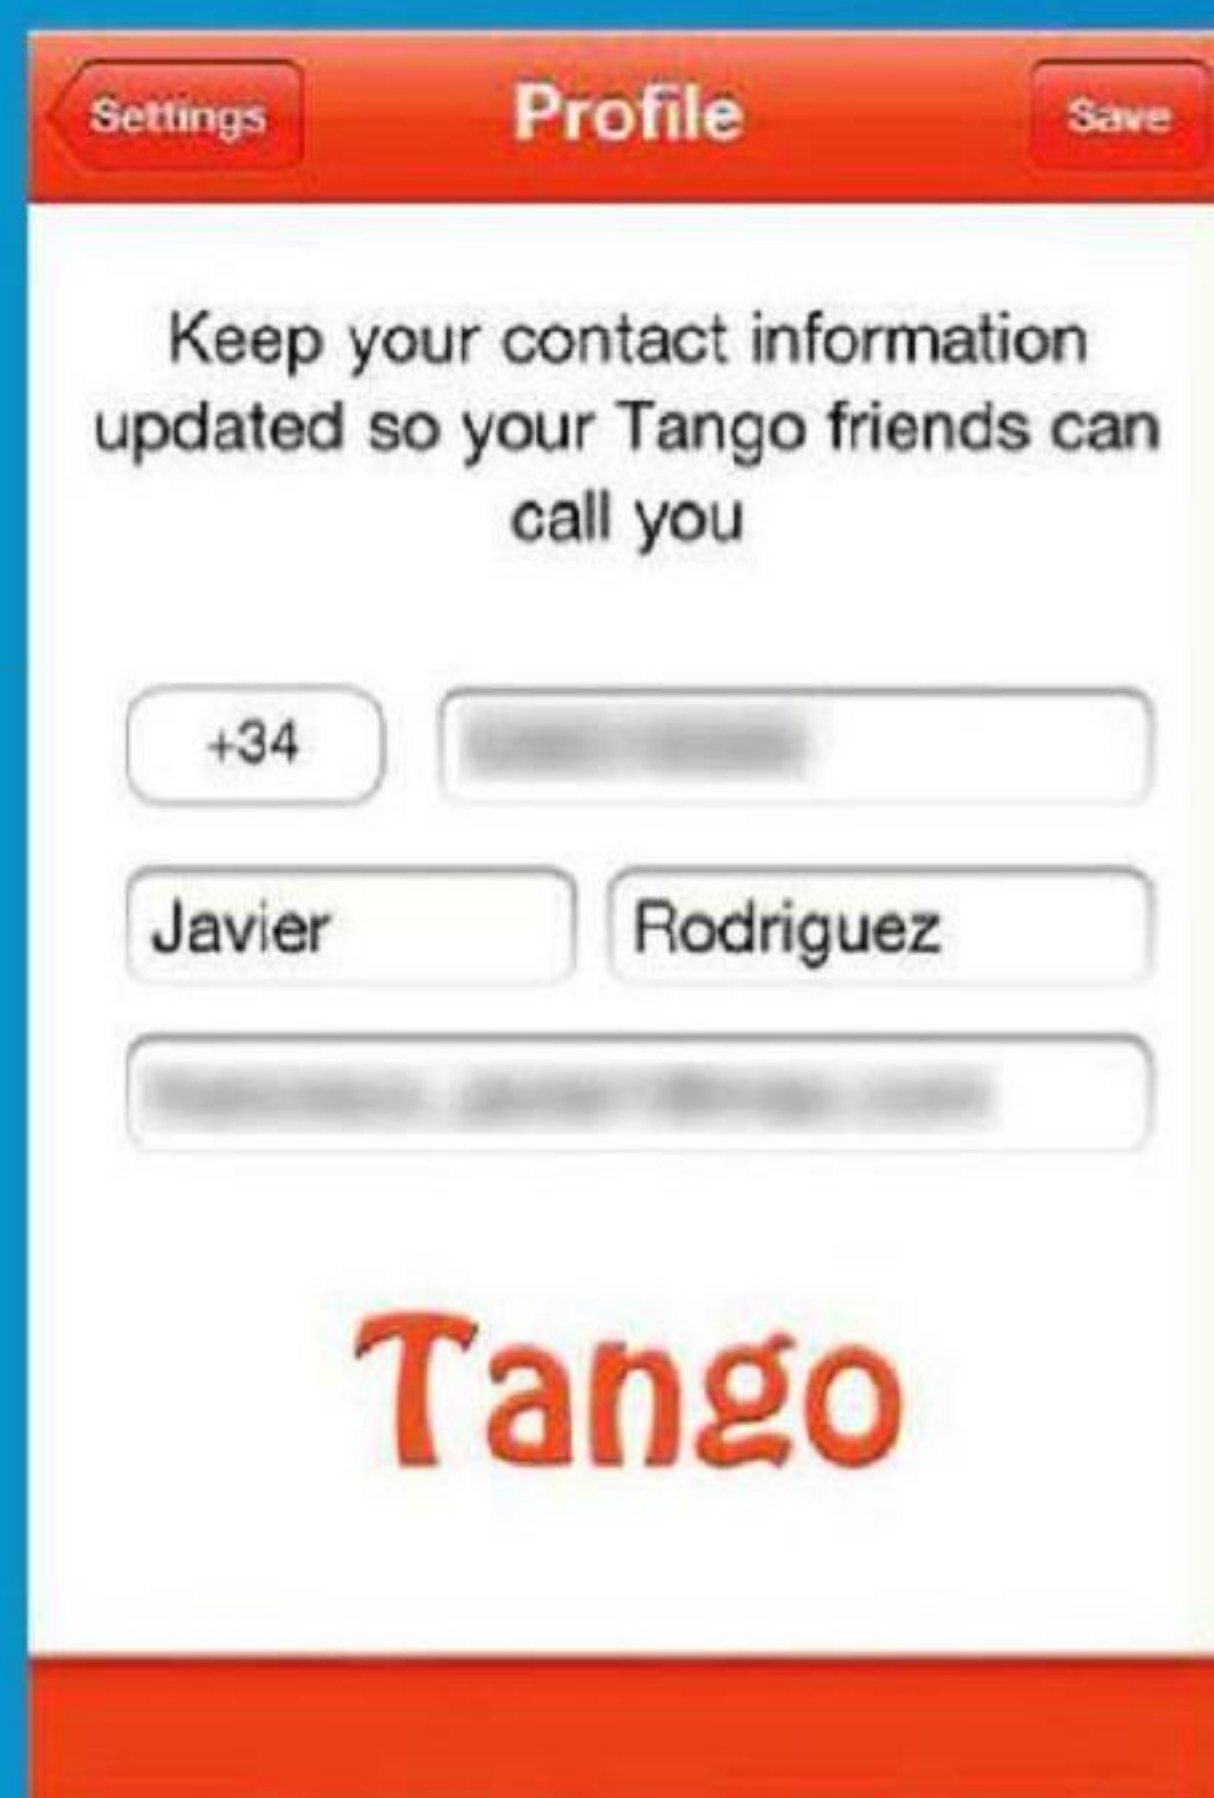 Settings Profile Save
Keep your contact information
updated so your Tango friends can
call you
+34
Javier Rodriguez
Tango